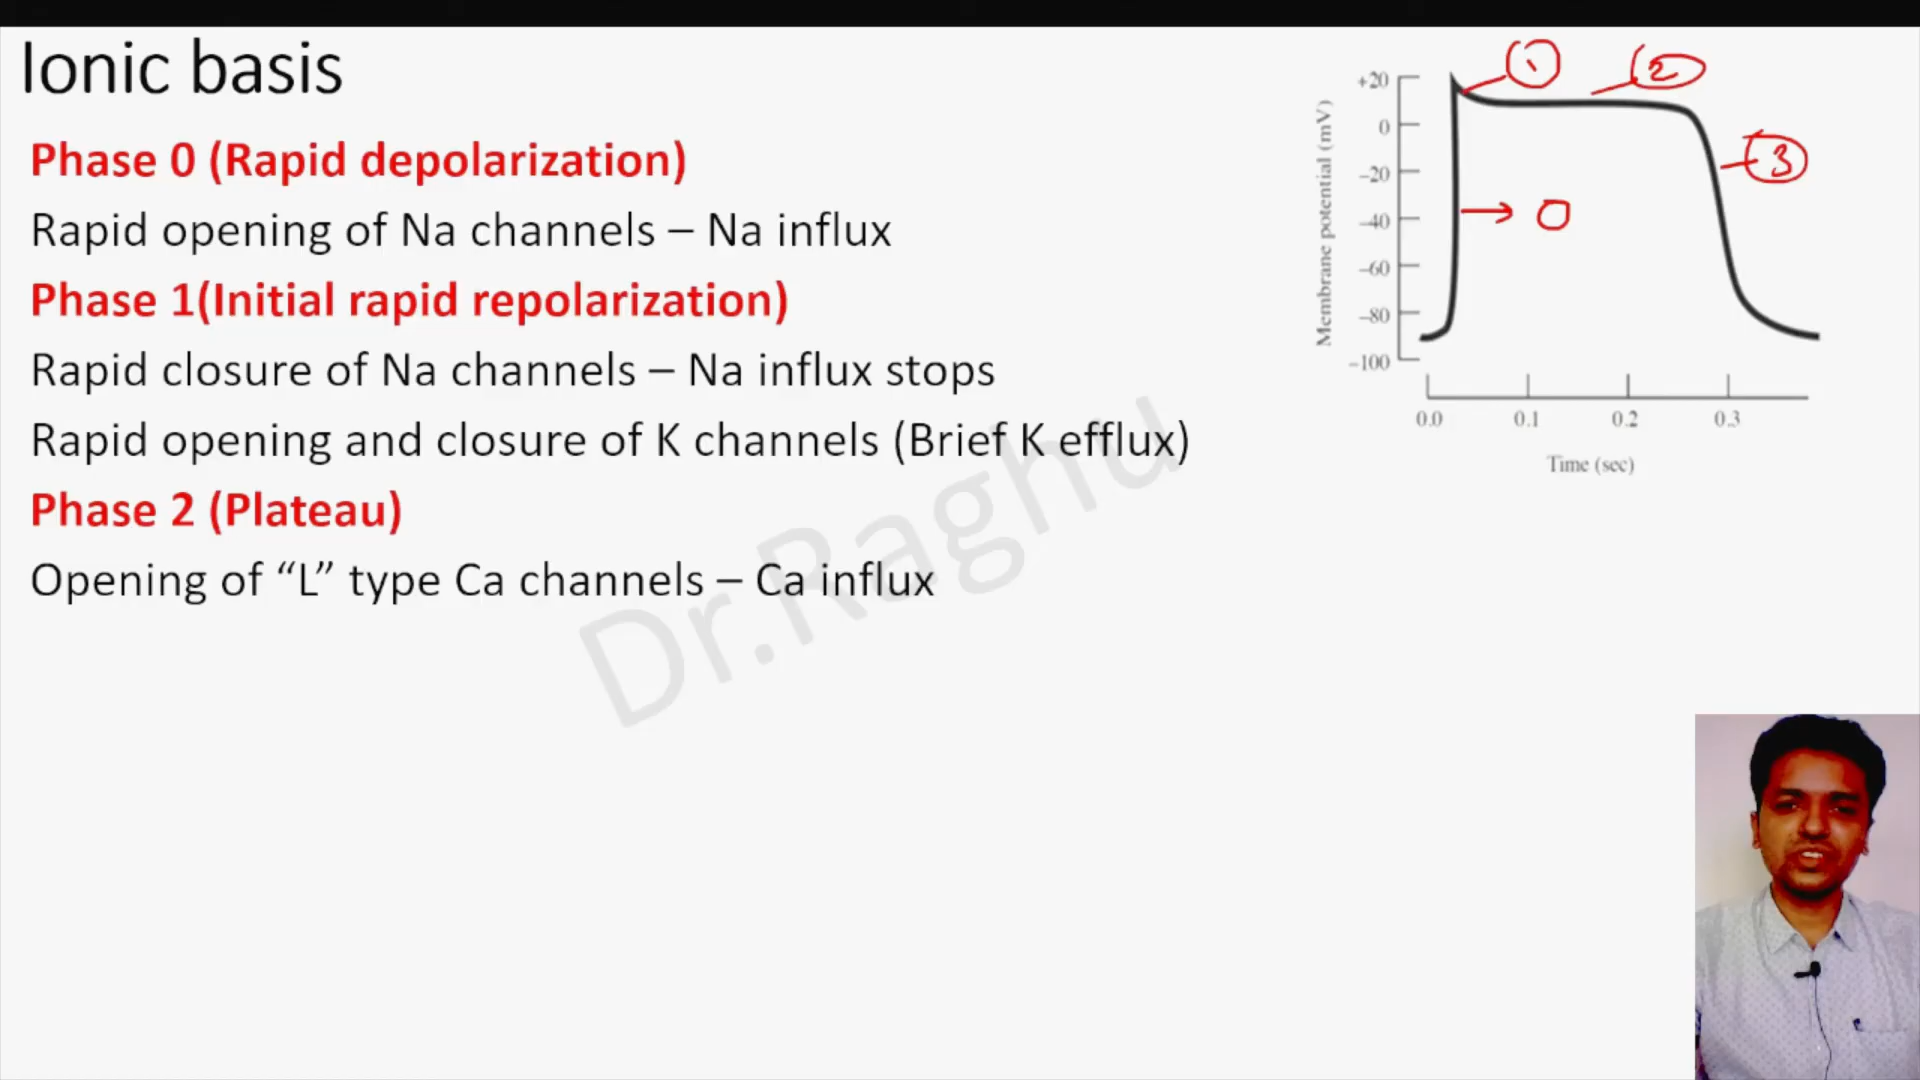 Ionic basis
Phase 0 (Rapid depolarization)
Rapid opening of Na channels – Na influx
Phase 1(Initial rapid repolarization)
Rapid closure of Na channels – Na influx stops
Rapid opening and closure of K channels (Brief K efflux)
Phase 2 (Plateau)
Opening of “L” type Ca channels – Ca influx
Dr.Raghu
Membrane potential (mV)
+20
0
–20
–40
–60
–80
–100
1
2
3
0
0.0 0.1 0.2 0.3
Time (sec)